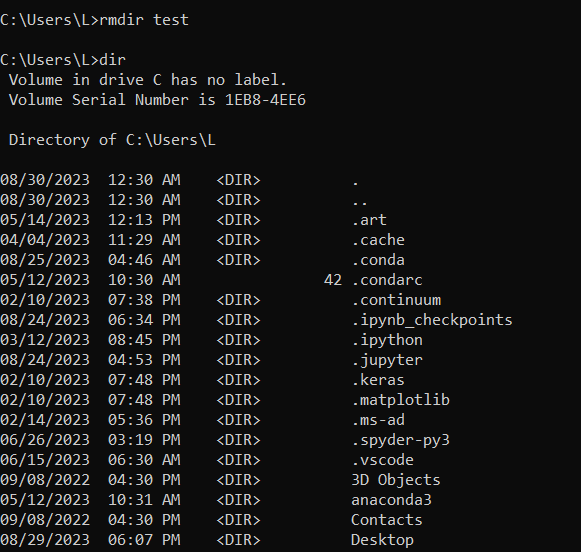 C:\Users\L>rmdir test
C:\Users\L>dir
 Volume in drive C has no label.
 Volume Serial Number is 1EB8-4EE6
 Directory of C:\Users\L
08/30/2023  12:30 AM    <DIR>          .
08/30/2023  12:30 AM    <DIR>          ..
05/14/2023  12:13 PM    <DIR>          .art
04/04/2023  11:29 AM    <DIR>          .cache
08/25/2023  04:46 AM    <DIR>          .conda
05/12/2023  10:30 AM                42 .condarc
02/10/2023  07:38 PM    <DIR>          .continuum
08/24/2023  06:34 PM    <DIR>          .ipynb_checkpoints
03/12/2023  08:45 PM    <DIR>          .ipython
08/24/2023  04:53 PM    <DIR>          .jupyter
02/10/2023  07:48 PM    <DIR>          .keras
02/10/2023  07:48 PM    <DIR>          .matplotlib
02/14/2023  05:36 PM    <DIR>          .ms-ad
06/26/2023  03:19 PM    <DIR>          .spyder-py3
06/15/2023  06:30 AM    <DIR>          .vscode
09/08/2022  04:30 PM    <DIR>          3D Objects
05/12/2023  10:31 AM    <DIR>          anaconda3
09/08/2022  04:30 PM    <DIR>          Contacts
08/29/2023  06:07 PM    <DIR>          Desktop